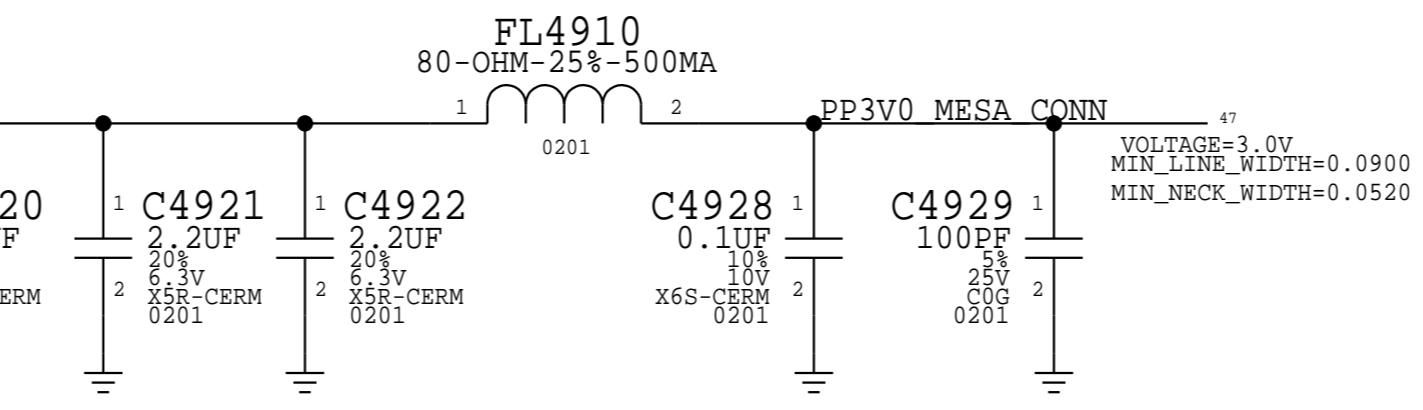 FL4910
80-OHM-25%-500MA
1
2
0201
PP3V0_MESA_CONN
47
VOLTAGE=3.0V
MIN_LINE_WIDTH=0.0900
MIN_NECK_WIDTH=0.0520
20
F
ERM
1
C4921
2.2UF
20%
6.3V
2
X5R-CERM
0201
1
C4922
2.2UF
20%
6.3V
2
X5R-CERM
0201
C4928
1
0.1UF
10%
10V
X6S-CERM
2
0201
C4929
1
100PF
5%
25V
C0G
2
0201